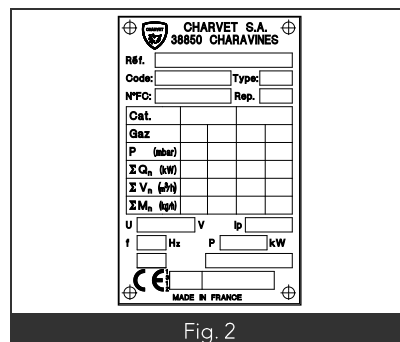 CHARVET
CHARVET S.A.
38850 CHARAVINES
Réf.
Code: Type:
N°FC: Rep.
Cat.
Gaz
P (mbar)
ΣQn (kW)
ΣVn (m³/h)
ΣMn (kg/h)
U V Ip
f Hz P kW
CE
MADE IN FRANCE
Fig. 2